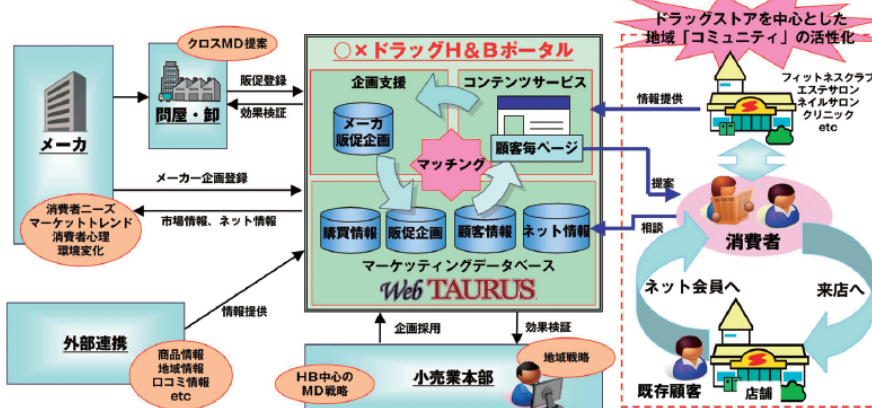 ドラッグストアを中心とした
地域「コミュニティ」の活性化
クロスMD提案
○×ドラッグH&Bポータル
メーカ
問屋・卸
販促登録
効果検証
企画支援
コンテンツサービス
メーカ
販促企画
顧客毎ページ
マッチング
情報提供
フィットネスクラブ
エステサロン
ネイルサロン
クリニック
etc
提案
相談
消費者
メーカー企画登録
市場情報、ネット情報
消費者ニーズ
マーケットトレンド
消費者心理
環境変化
購買情報
販促企画
顧客情報
ネット情報
マーケッティングデータベース
Web TAURUS
ネット会員へ
来店へ
外部連携
情報提供
商品情報
地域情報
口コミ情報
etc
企画採用
効果検証
HB中心の
MD戦略
小売業本部
地域戦略
既存顧客
店舗